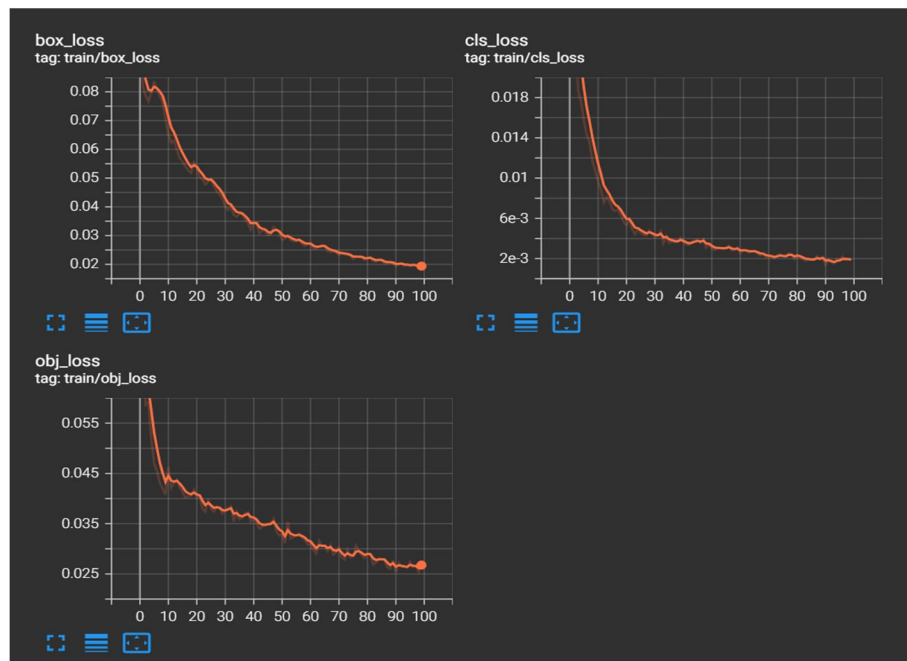 box_loss
tag: train/box_loss
0.08
0.07
0.06
0.05
0.04
0.03
0.02
0 10 20 30 40 50 60 70 80 90 100
cls_loss
tag: train/cls_loss
0.018
0.014
0.01
6e-3
2e-3
0 10 20 30 40 50 60 70 80 90 100
obj_loss
tag: train/obj_loss
0.055
0.045
0.035
0.025
0 10 20 30 40 50 60 70 80 90 100